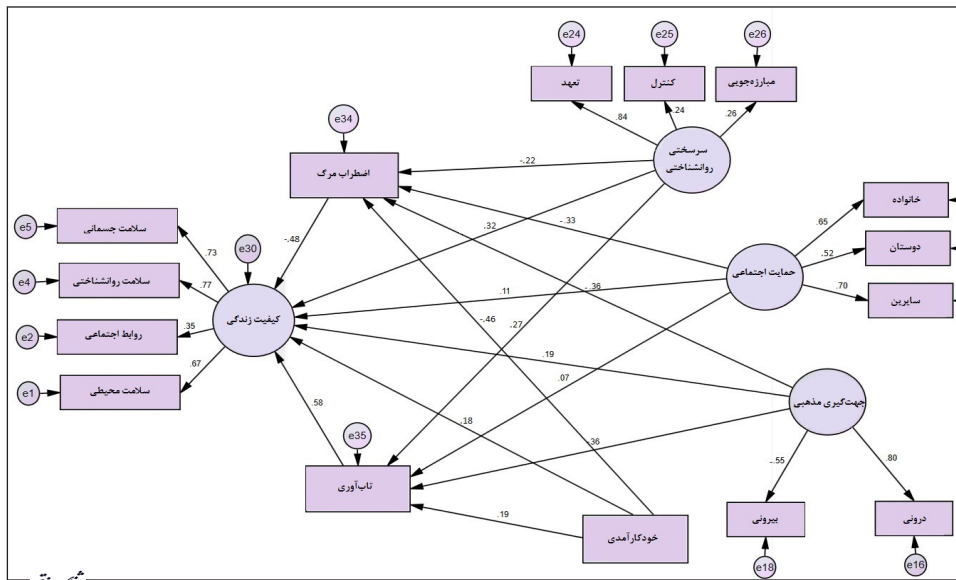 e24
e25
e26
تعهد
کنترل
مبارزه‌جویی
.84
.24
.26
e34
سرسختی
روانشناختی
اضطراب مرگ
-.22
خانواده
e5
سلامت جسمانی
e30
.32
-.33
.65
دوستان
.73
-.48
حمایت اجتماعی
.52
e4
سلامت روانشناختی
.77
.11
-.36
.70
سایرین
کیفیت زندگی
e2
روابط اجتماعی
.35
-.46
.27
.67
.19
e1
سلامت محیطی
.07
جهت‌گیری مذهبی
.58
.18
e35
.36
-.55
.80
تاب‌آوری
.19
خودکارآمدی
بیرونی
درونی
e18
e16